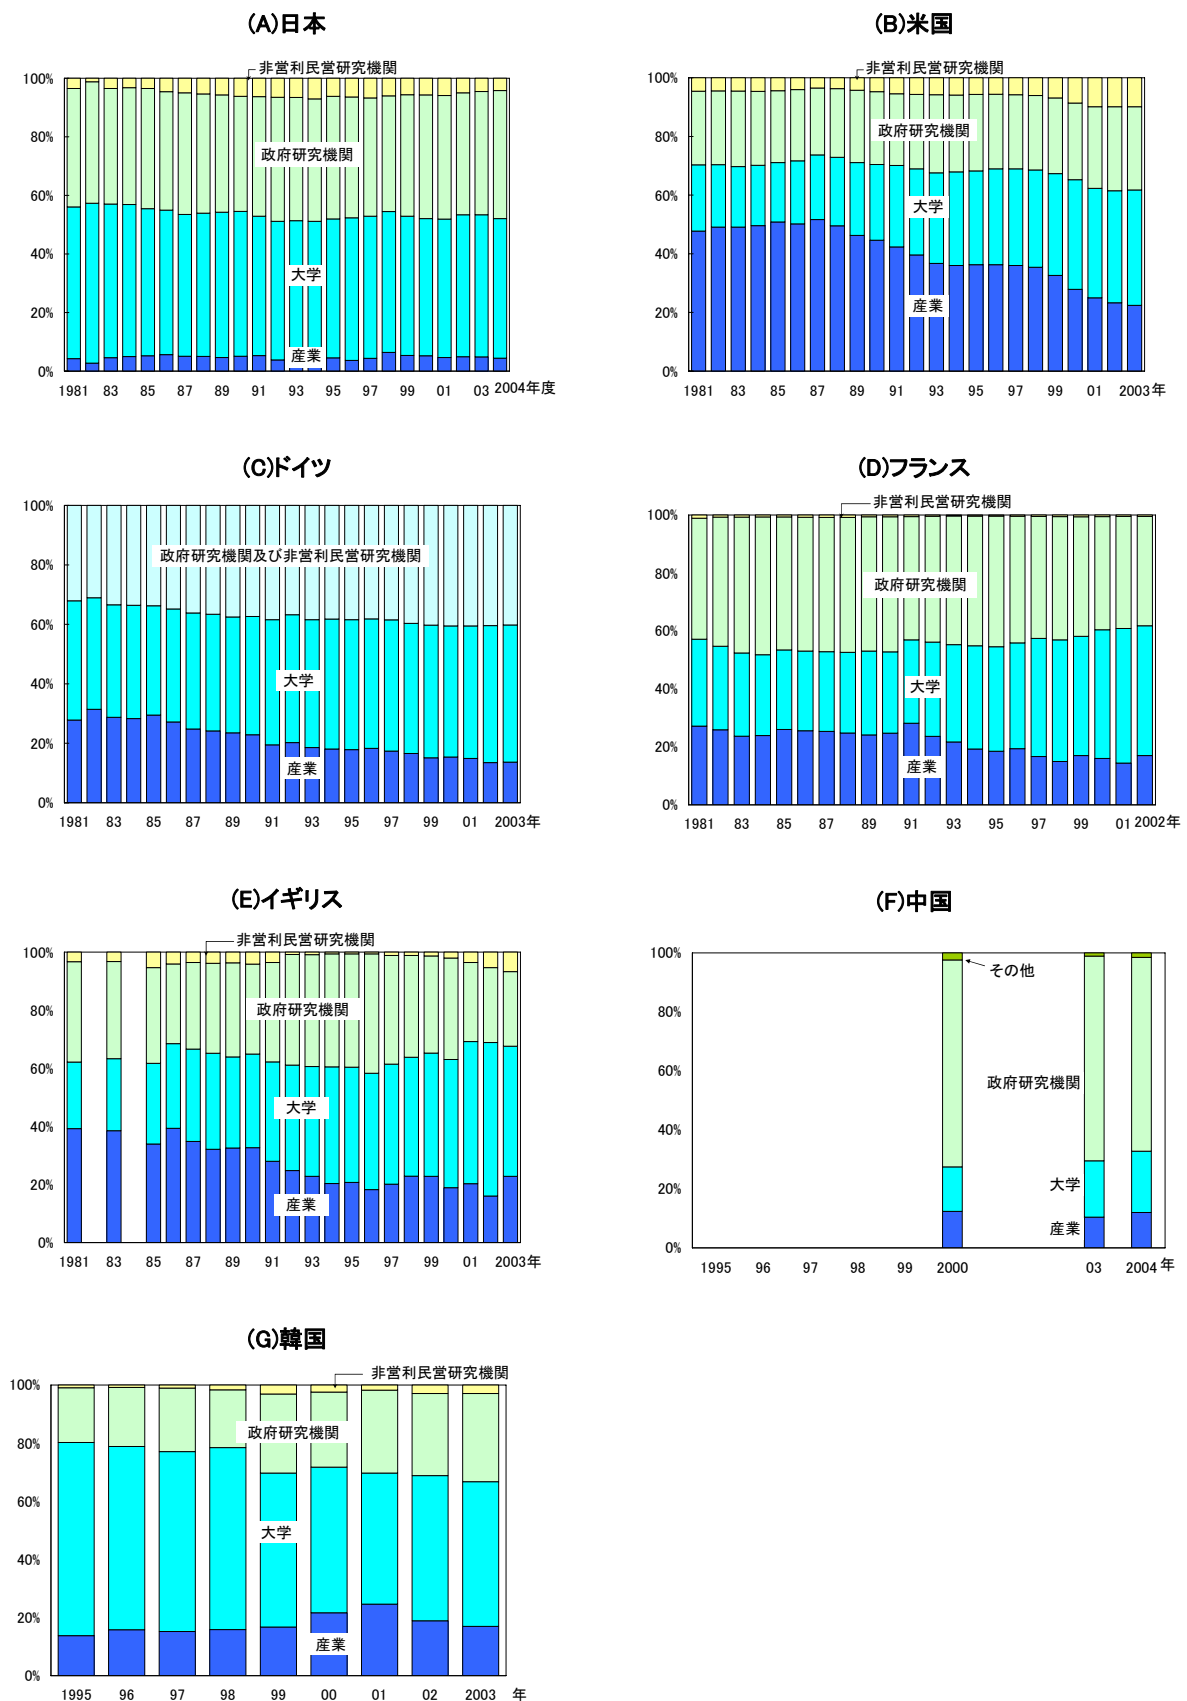 (A)日本
非営利民営研究機関
100%
80%
政府研究機関
60%
40%
大学
20%
産業
0%
1981 83 85 87 89 91 93 95 97 99 01 03 2004年度
(B)米国
非営利民営研究機関
100%
政府研究機関
80%
60%
大学
40%
産業
20%
0%
1981 83 85 87 89 91 93 95 97 99 01 2003年
(C)ドイツ
100%
政府研究機関及び非営利民営研究機関
80%
60%
大学
40%
20%
産業
0%
1981 83 85 87 89 91 93 95 97 99 01 2003年
(D)フランス
非営利民営研究機関
100%
政府研究機関
80%
60%
大学
40%
20%
産業
0%
1981 83 85 87 89 91 93 95 97 99 01 2002年
(E)イギリス
非営利民営研究機関
100%
政府研究機関
80%
60%
大学
40%
20%
産業
0%
1981 83 85 87 89 91 93 95 97 99 01 2003年
(F)中国
100%
その他
80%
政府研究機関
60%
40%
大学
20%
産業
0%
1995 96 97 98 99 2000 03 2004 年
(G)韓国
非営利民営研究機関
100%
政府研究機関
80%
60%
大学
40%
20%
産業
0%
1995 96 97 98 99 00 01 02 2003 年